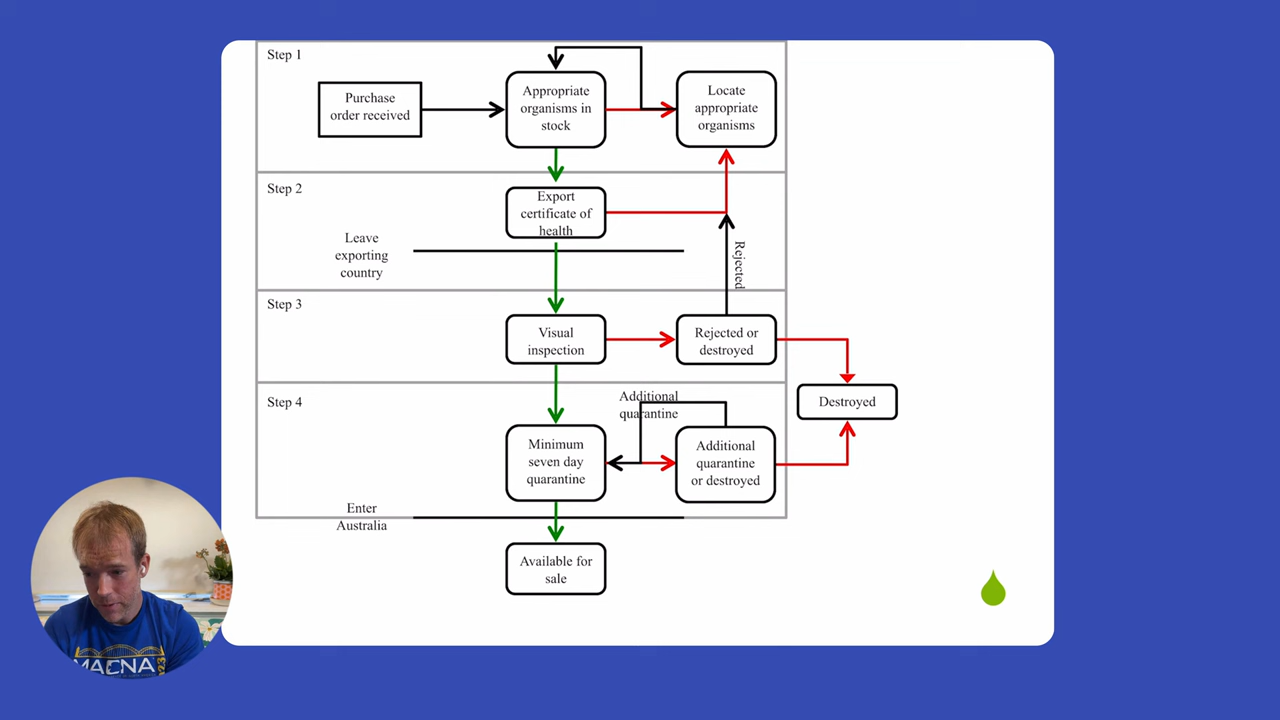 Step 1
Purchase
order received
Appropriate
organisms in
stock
Locate
appropriate
organisms
Step 2
Export
certificate of
health
Leave
exporting
country
Rejected
Step 3
Visual
inspection
Rejected or
destroyed
Destroyed
Step 4
Additional
quarantine
Minimum
seven day
quarantine
Additional
quarantine
or destroyed
Enter
Australia
Available for
sale
MACNA